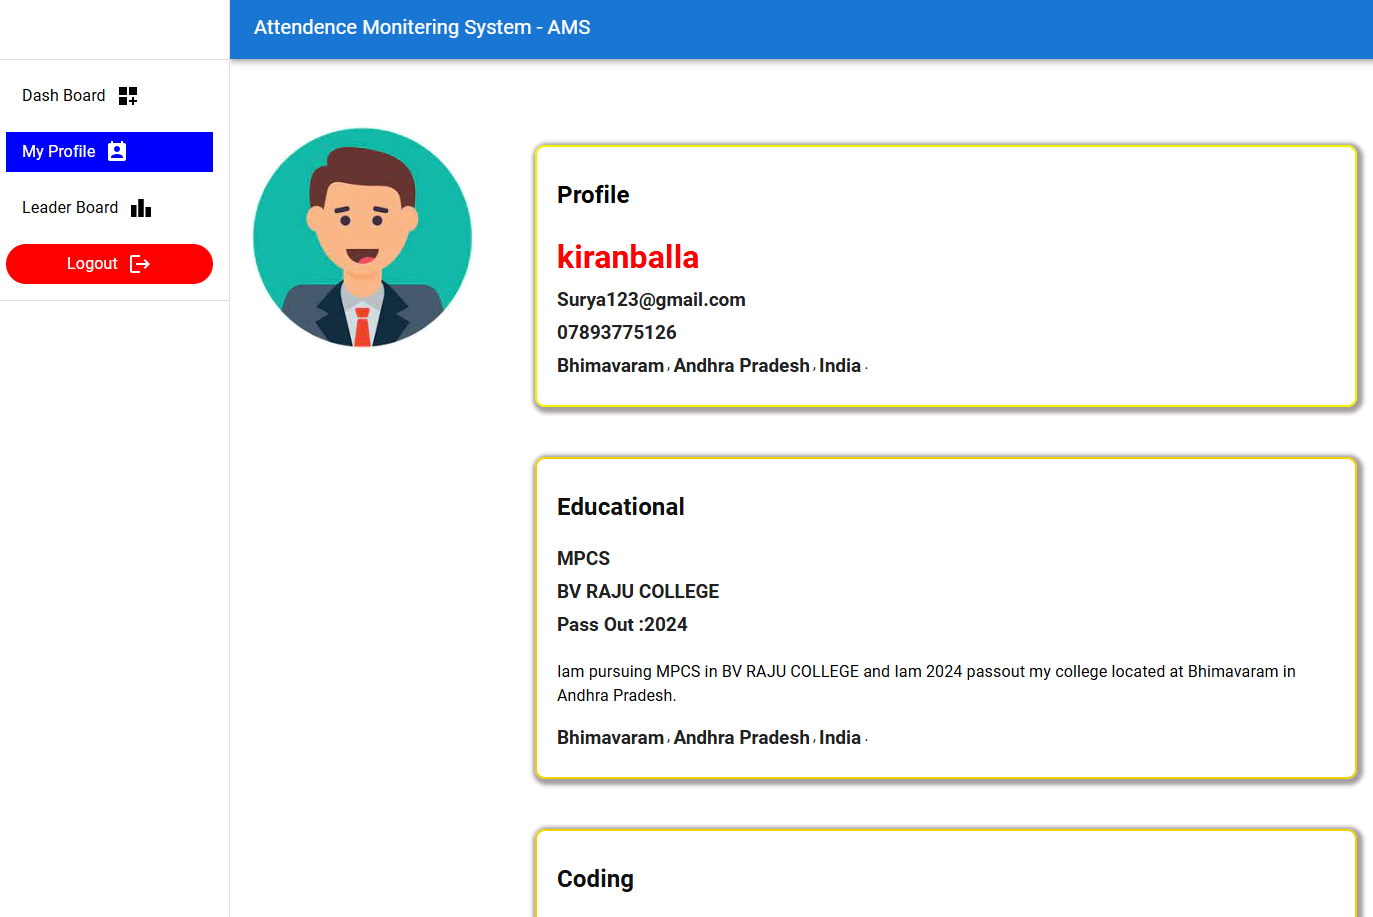 Attendence Monitering System - AMS
Dash Board
My Profile
Leader Board
Logout
Profile
kiranballa
Surya123@gmail.com
07893775126
Bhimavaram , Andhra Pradesh , India .
Educational
MPCS
BV RAJU COLLEGE
Pass Out :2024
Iam pursuing MPCS in BV RAJU COLLEGE and Iam 2024 passout my college located at Bhimavaram in
Andhra Pradesh.
Bhimavaram , Andhra Pradesh , India .
Coding